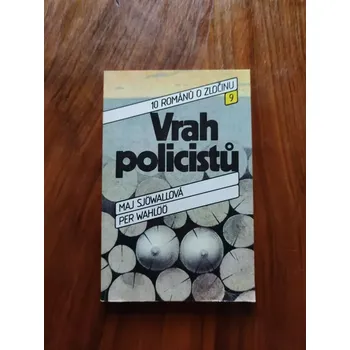 10 ROMÁNŮ O ZLOČINU
9
Vrah
policistů
MAJ SJÖWALLOVÁ
PER WAHLÖÖ